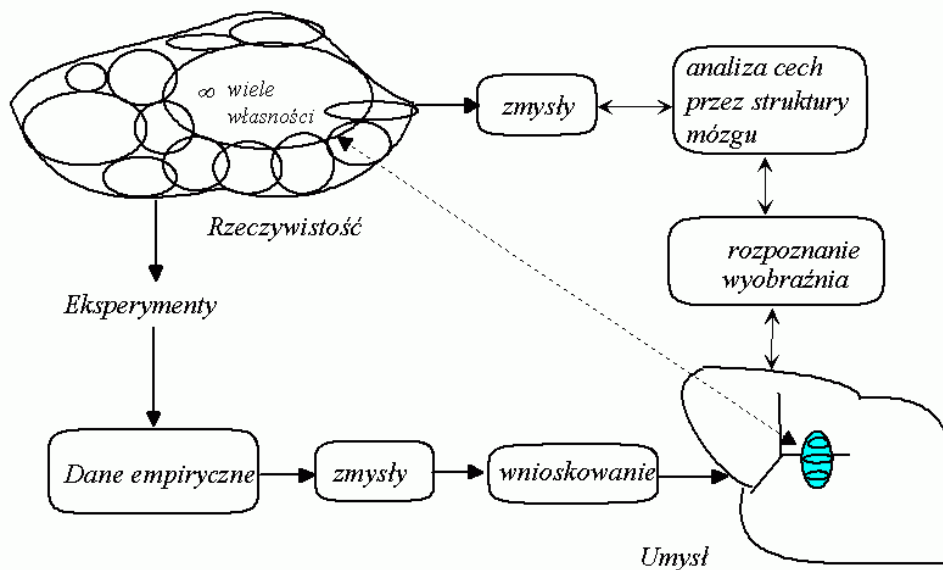 ∞ wiele
własności
zmysły
analiza cech
przez struktury
mózgu
Rzeczywistość
rozpoznanie
wyobraźnia
Eksperymenty
Dane empiryczne
zmysły
wnioskowanie
Umysł